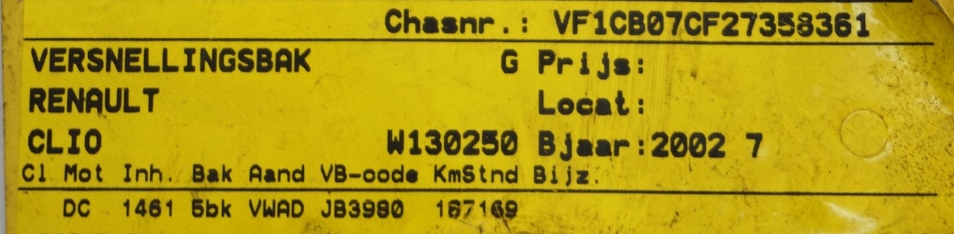 Chasnr.: VF1CB07CF27358361
VERSNELLINGSBAK G Prijs:
RENAULT Locat:
CLIO W130250 Bjaar:2002 7
Cl Mot Inh. Bak Aand VB-code KmStnd Bijz.
DC 1461 5bk VWAD JB3980 167169